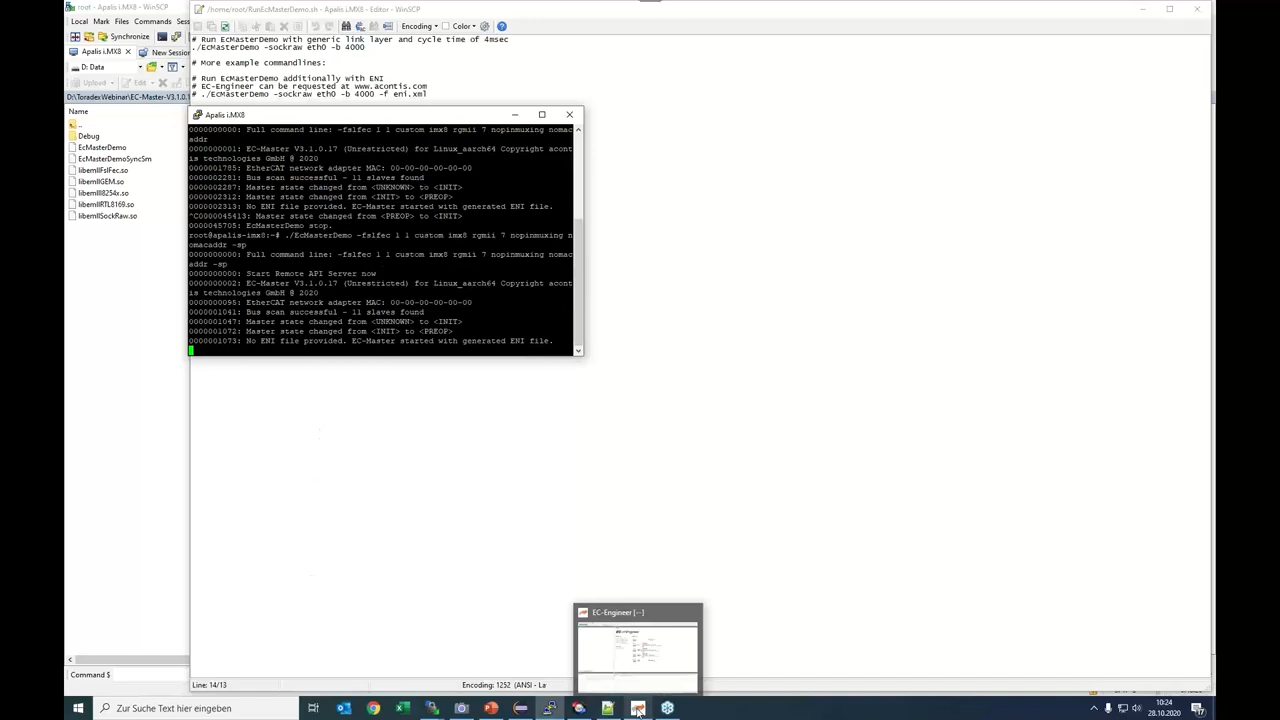 root - Apalis i.MX8 - WinSCP
Local Mark Files Commands Sess
Synchronize
Apalis i.MX8 × New Session
D: Data
Upload Edit
D:\ToradexWebinar\EC-Master-V3.1.0.1
Name
..
Debug
EcMasterDemo
EcMasterDemoSyncSm
libemllFslFec.so
libemllGEM.so
libemllI8254x.so
libemllRTL8169.so
libemllSockRaw.so
Command $
/home/root/RunEcMasterDemo.sh - Apalis i.MX8 - Editor - WinSCP
Encoding Color
# Run EcMasterDemo with generic link layer and cycle time of 4msec
./EcMasterDemo -sockraw eth0 -b 4000
# More example commandlines:
# Run EcMasterDemo additionally with ENI
# EC-Engineer can be requested at www.acontis.com
# ./EcMasterDemo -sockraw eth0 -b 4000 -f eni.xml
Apalis i.MX8
0000000000: Full command line: -fslfec 1 1 custom imx8 rgmii 7 nopinmuxing nomac
addr
0000000001: EC-Master V3.1.0.17 (Unrestricted) for Linux_aarch64 Copyright acont
is technologies GmbH @ 2020
0000001785: EtherCAT network adapter MAC: 00-00-00-00-00-00
0000002281: Bus scan successful - 11 slaves found
0000002287: Master state changed from <UNKNOWN> to <INIT>
0000002312: Master state changed from <INIT> to <PREOP>
0000002313: No ENI file provided. EC-Master started with generated ENI file.
^C0000045413: Master state changed from <PREOP> to <INIT>
0000045705: EcMasterDemo stop.
root@apalis-imx8:~# ./EcMasterDemo -fslfec 1 1 custom imx8 rgmii 7 nopinmuxing n
omacaddr -sp
0000000000: Full command line: -fslfec 1 1 custom imx8 rgmii 7 nopinmuxing nomac
addr -sp
0000000000: Start Remote API Server now
0000000002: EC-Master V3.1.0.17 (Unrestricted) for Linux_aarch64 Copyright acont
is technologies GmbH @ 2020
0000000095: EtherCAT network adapter MAC: 00-00-00-00-00-00
0000001041: Bus scan successful - 11 slaves found
0000001047: Master state changed from <UNKNOWN> to <INIT>
0000001072: Master state changed from <INIT> to <PREOP>
0000001073: No ENI file provided. EC-Master started with generated ENI file.
EC-Engineer [--]
Line: 14/13 Encoding: 1252 (ANSI - La
Zur Suche hier eingeben
10:24
28.10.2020
17